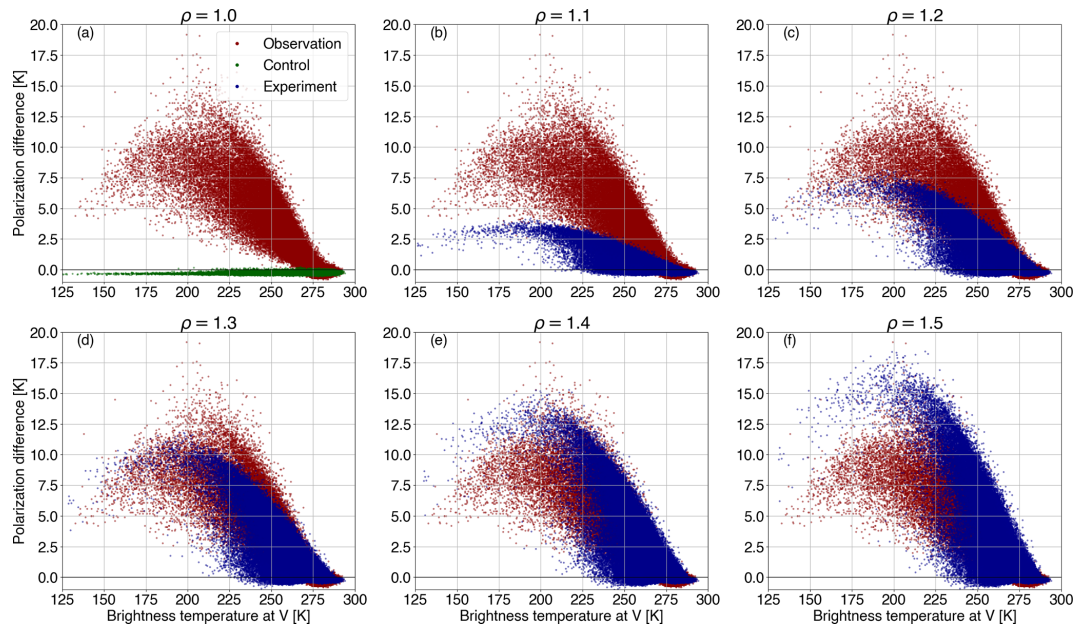 ρ = 1.0
ρ = 1.1
ρ = 1.2
(a)
(b)
(c)
Observation
Control
Experiment
Polarization difference [K]
20.0
17.5
15.0
12.5
10.0
7.5
5.0
2.5
0.0
125 150 175 200 225 250 275 300
20.0
17.5
15.0
12.5
10.0
7.5
5.0
2.5
0.0
125 150 175 200 225 250 275 300
20.0
17.5
15.0
12.5
10.0
7.5
5.0
2.5
0.0
125 150 175 200 225 250 275 300
ρ = 1.3
ρ = 1.4
ρ = 1.5
(d)
(e)
(f)
Polarization difference [K]
20.0
17.5
15.0
12.5
10.0
7.5
5.0
2.5
0.0
125 150 175 200 225 250 275 300
Brightness temperature at V [K]
20.0
17.5
15.0
12.5
10.0
7.5
5.0
2.5
0.0
125 150 175 200 225 250 275 300
Brightness temperature at V [K]
20.0
17.5
15.0
12.5
10.0
7.5
5.0
2.5
0.0
125 150 175 200 225 250 275 300
Brightness temperature at V [K]